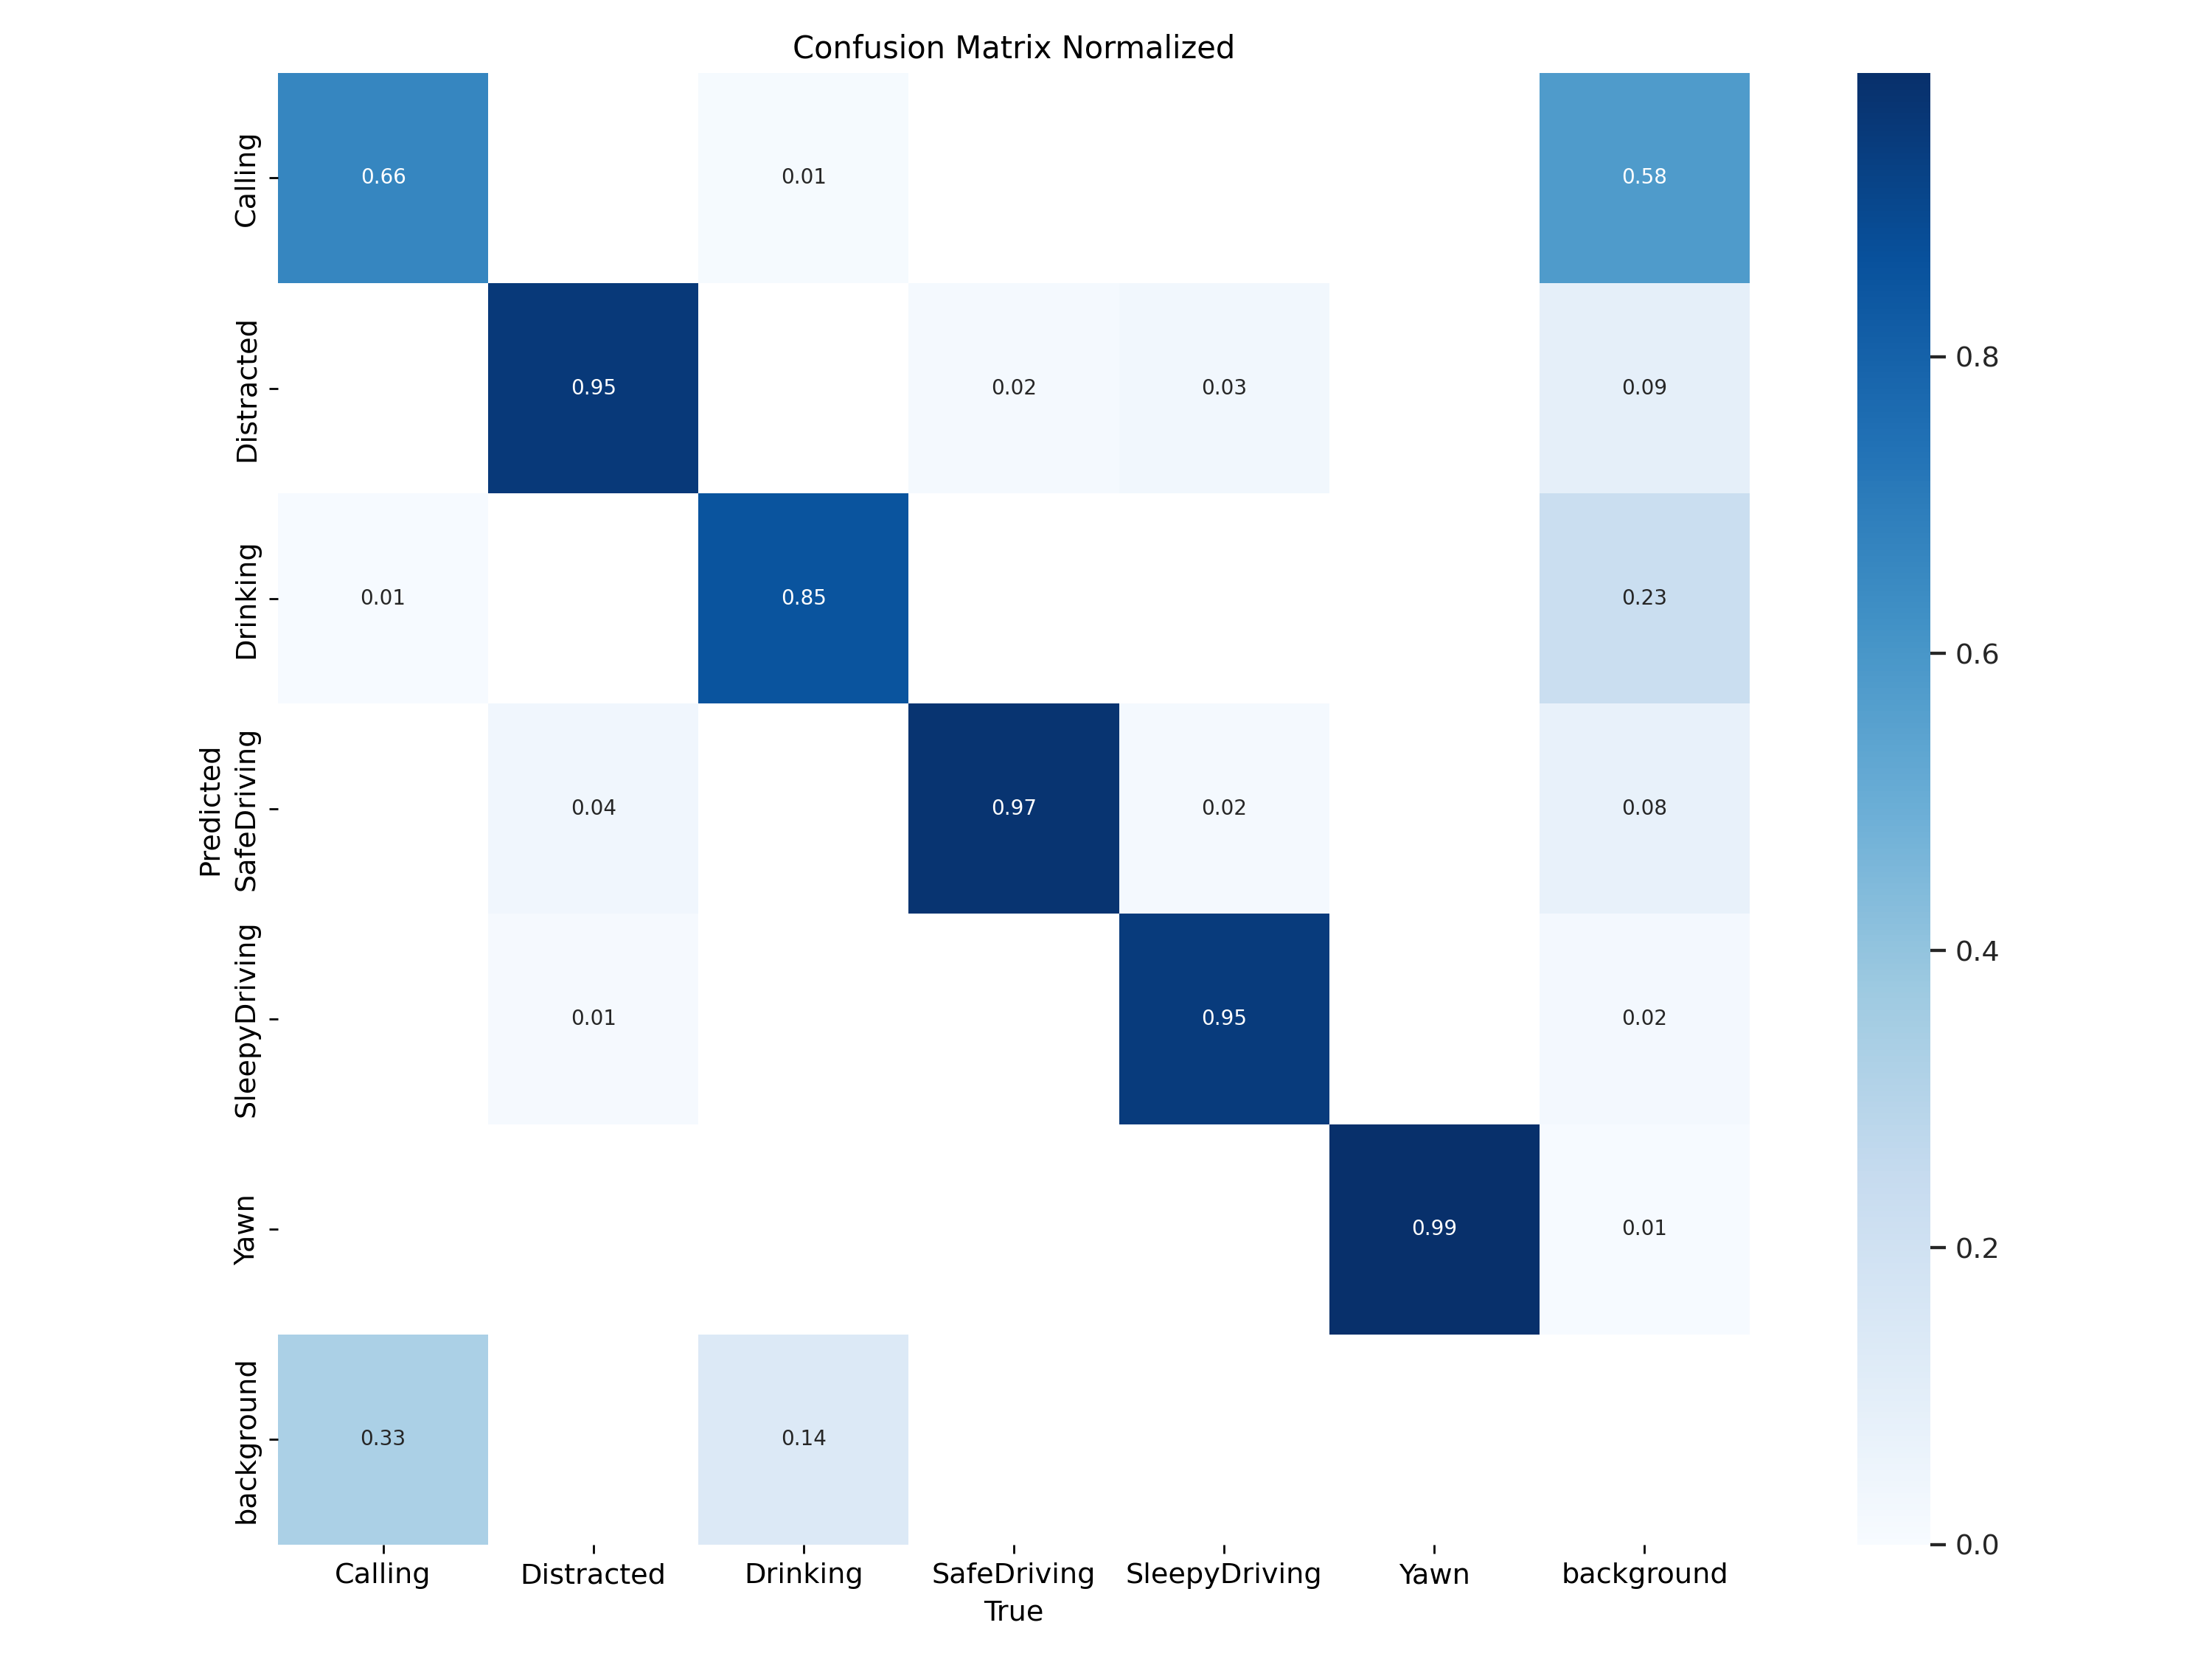 Confusion Matrix Normalized
Calling
0.66
0.01
0.58
Distracted
0.95
0.02
0.03
0.09
0.8
Drinking
0.01
0.85
0.23
0.6
Predicted
SafeDriving
0.04
0.97
0.02
0.08
0.4
SleepyDriving
0.01
0.95
0.02
Yawn
0.99
0.01
0.2
background
0.33
0.14
0.0
Calling
Distracted
Drinking
SafeDriving
SleepyDriving
Yawn
background
True